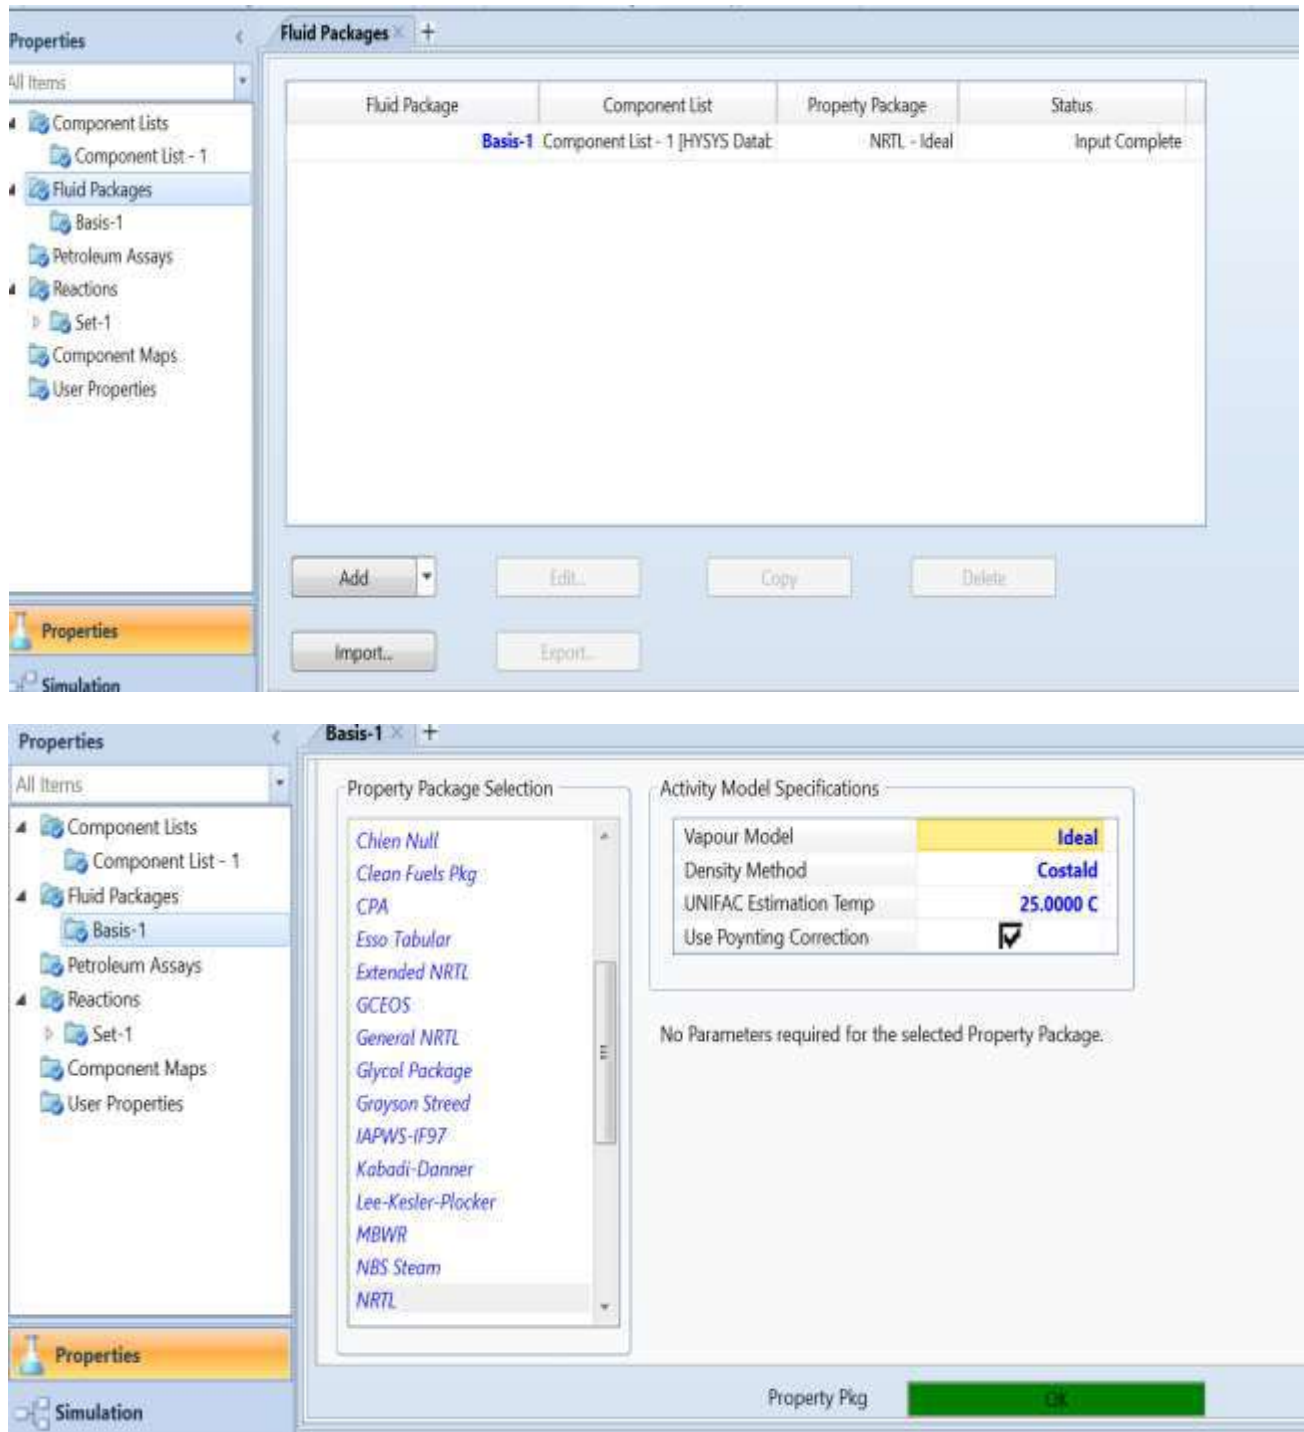 Properties
Fluid Packages
All Items
Component Lists
Component List - 1
Fluid Packages
Basis-1
Petroleum Assays
Reactions
Set-1
Component Maps
User Properties
Properties
Simulation
Fluid Package Component List Property Package Status
Basis-1 Component List - 1 [HYSYS Datab NRTL - Ideal Input Complete
Add Edit... Copy Delete
Import... Export...
Properties
Basis-1
All Items
Component Lists
Component List - 1
Fluid Packages
Basis-1
Petroleum Assays
Reactions
Set-1
Component Maps
User Properties
Properties
Simulation
Property Package Selection
Chien Null
Clean Fuels Pkg
CPA
Esso Tabular
Extended NRTL
GCEOS
General NRTL
Glycol Package
Grayson Streed
IAPWS-IF97
Kabadi-Danner
Lee-Kesler-Plocker
MBWR
NBS Steam
NRTL
Activity Model Specifications
Vapour Model Ideal
Density Method Costald
UNIFAC Estimation Temp 25.0000 C
Use Poynting Correction
No Parameters required for the selected Property Package.
Property Pkg OK